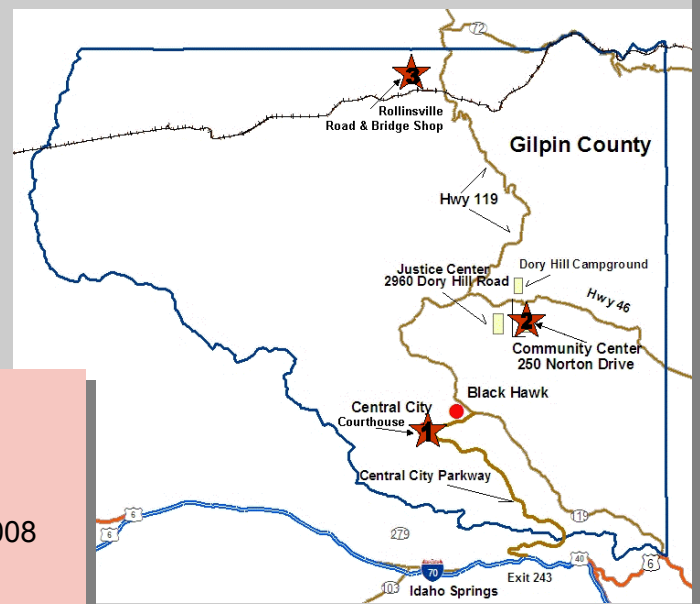 72
3
Rollinsville
Road & Bridge Shop
Gilpin County
Hwy 119
Justice Center
2960 Dory Hill Road
Dory Hill Campground
Hwy 46
2
Community Center
250 Norton Drive
Black Hawk
Central City
Courthouse
1
Central City Parkway
119
6
6
279
008
70
103
Idaho Springs
Exit 243
40
6